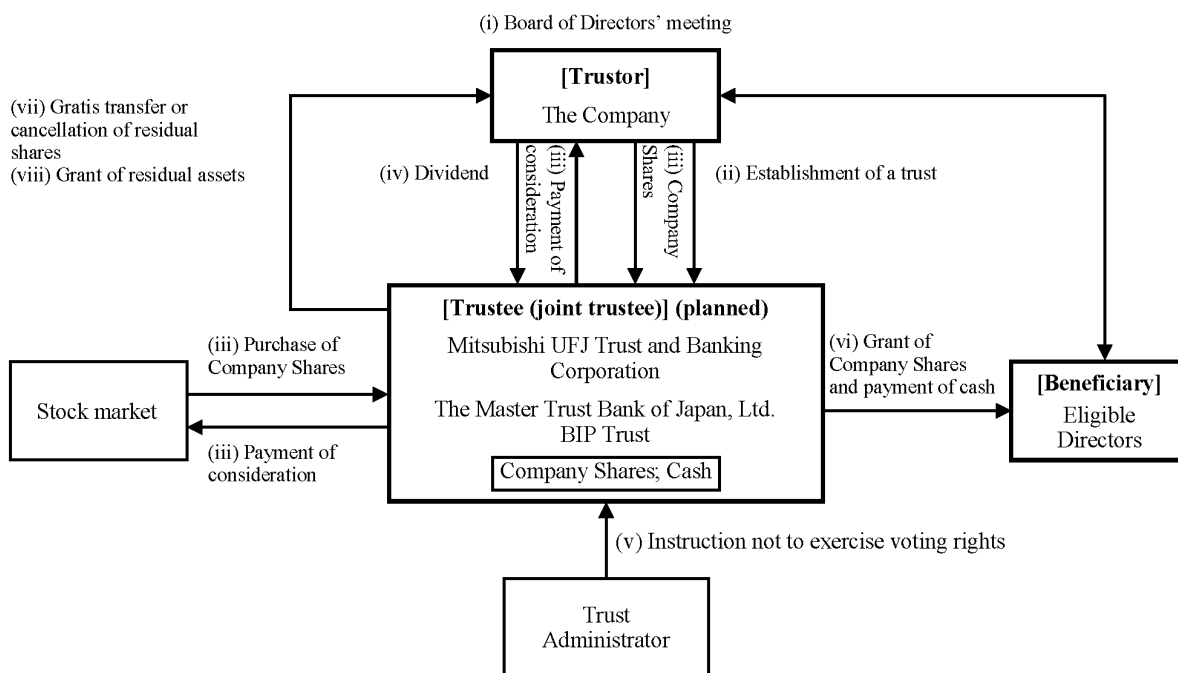 (i) Board of Directors’ meeting
[Trustor]
The Company
(vii) Gratis transfer or
cancellation of residual
shares
(viii) Grant of residual assets
(iv) Dividend
(iii) Payment of
consideration
(iii) Company
Shares
(ii) Establishment of a trust
[Trustee (joint trustee)] (planned)
Mitsubishi UFJ Trust and Banking
Corporation
The Master Trust Bank of Japan, Ltd.
BIP Trust
Company Shares; Cash
(iii) Purchase of
Company Shares
Stock market
(iii) Payment of
consideration
(vi) Grant of
Company Shares
and payment of cash
[Beneficiary]
Eligible
Directors
(v) Instruction not to exercise voting rights
Trust
Administrator